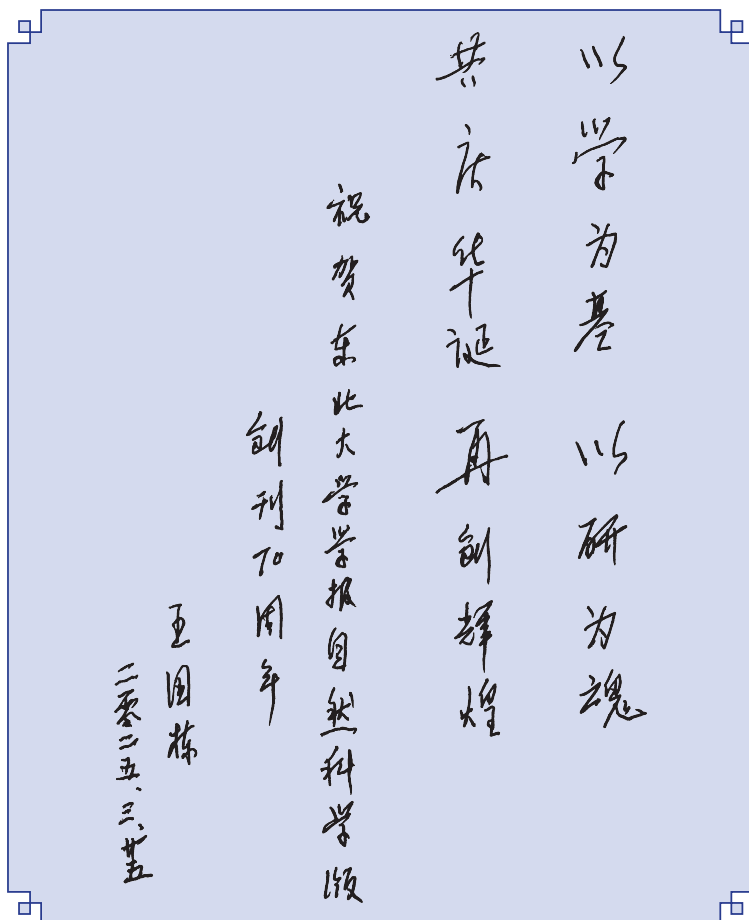 以学为基 以研为魂
共庆华诞 再创辉煌
祝贺东北大学学报自然科学版
创刊70周年
王国栋
二零二五、三、廿五